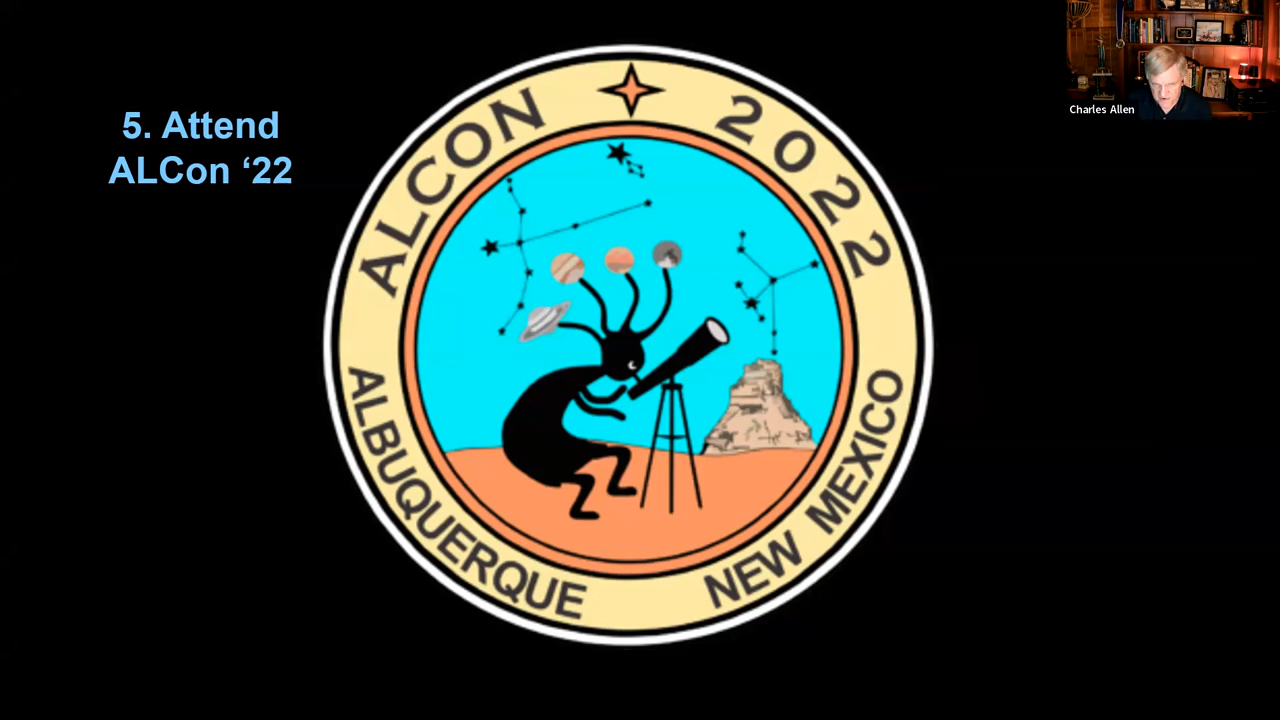 5. Attend
ALCon ‘22
ALCON 2022
ALBUQUERQUE NEW MEXICO
Charles Allen